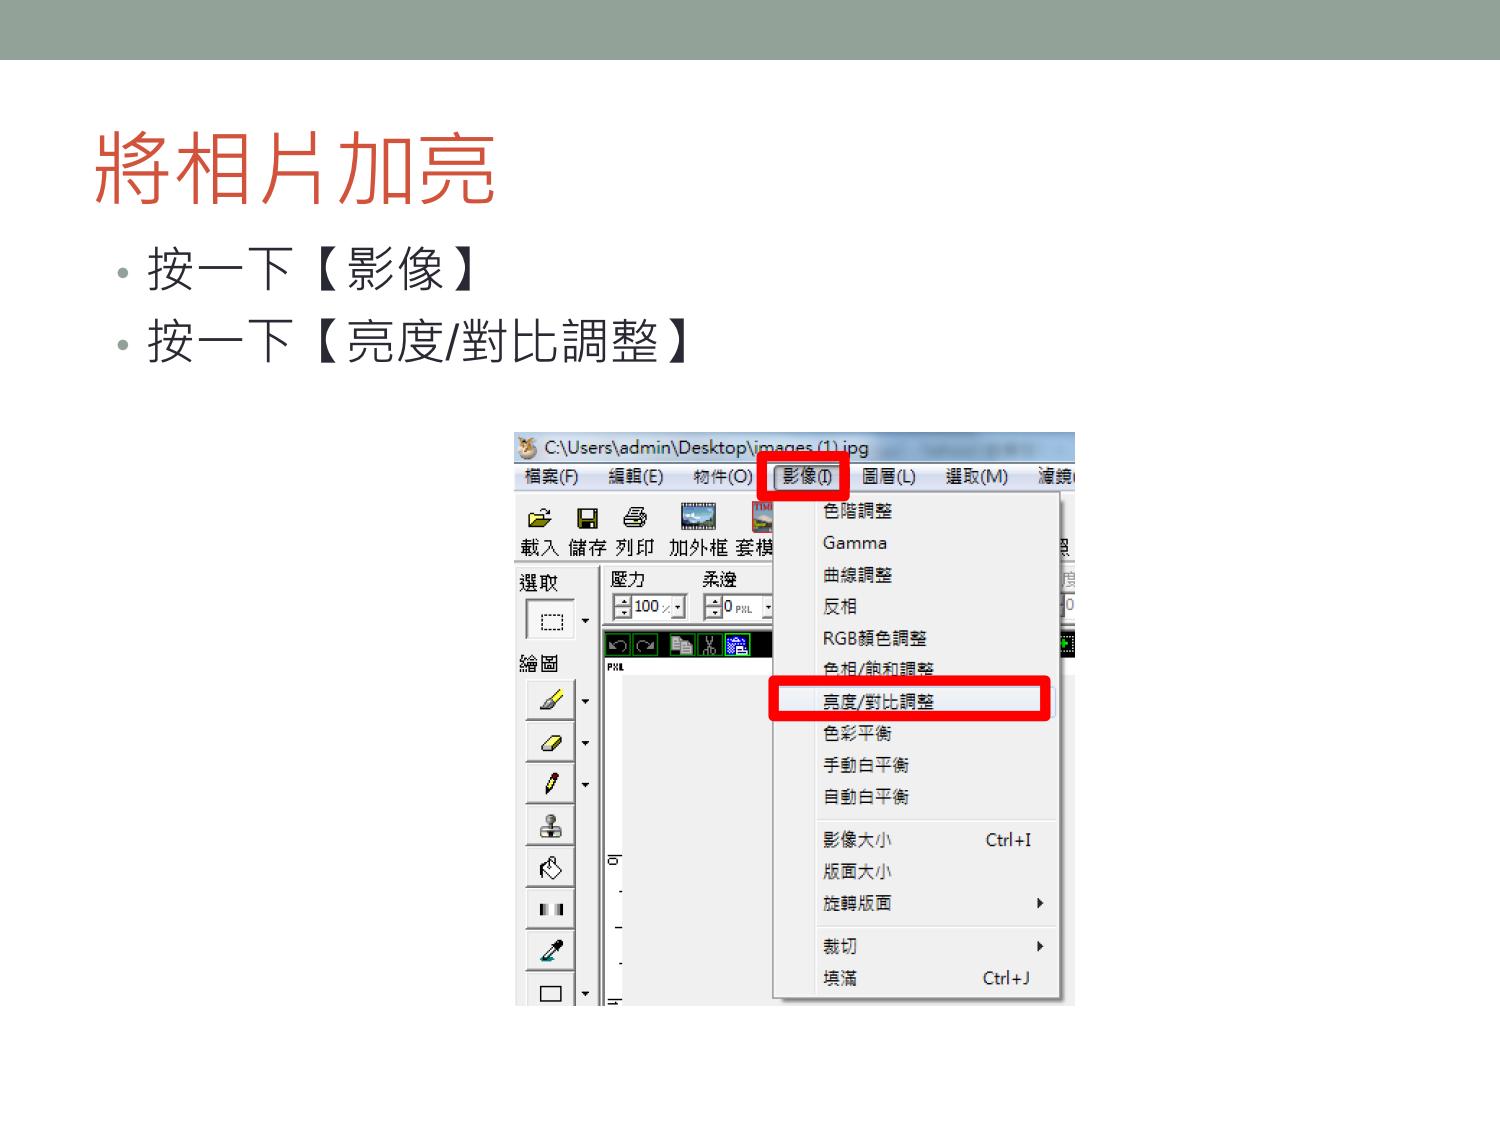 將相片加亮
• 按一下【影像】
• 按一下【亮度/對比調整】
C:\Users\admin\Desktop\images (1).jpg
檔案(F) 編輯(E) 物件(O) 影像(I) 圖層(L) 選取(M) 濾鏡(
載入 儲存 列印 加外框 套模
選取 壓力 柔邊
100 % 0 PXL
繪圖
PXL
色階調整
Gamma
曲線調整
反相
RGB顏色調整
色相/飽和調整
亮度/對比調整
色彩平衡
手動白平衡
自動白平衡
影像大小 Ctrl+I
版面大小
旋轉版面
裁切
填滿 Ctrl+J